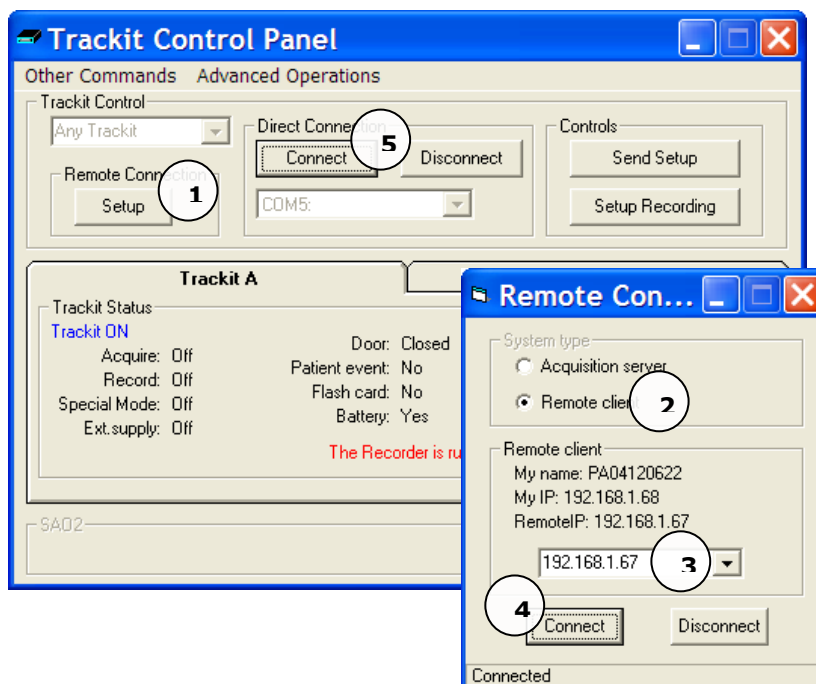 Trackit Control Panel
Other Commands Advanced Operations
Trackit Control
Any Trackit
Direct Connection
5
Controls
Connect
Disconnect
Send Setup
Remote Connection
1
Setup
COM5:
Setup Recording
Trackit A
Trackit Status
Trackit ON
Acquire: Off
Record: Off
Special Mode: Off
Ext.supply: Off
Door: Closed
Patient event: No
Flash card: No
Battery: Yes
The Recorder is ru
SAO2
Remote Con...
System type
Acquisition server
Remote client
2
Remote client
My name: PA04120622
My IP: 192.168.1.68
RemoteIP: 192.168.1.67
192.168.1.67
3
4
Connect
Disconnect
Connected